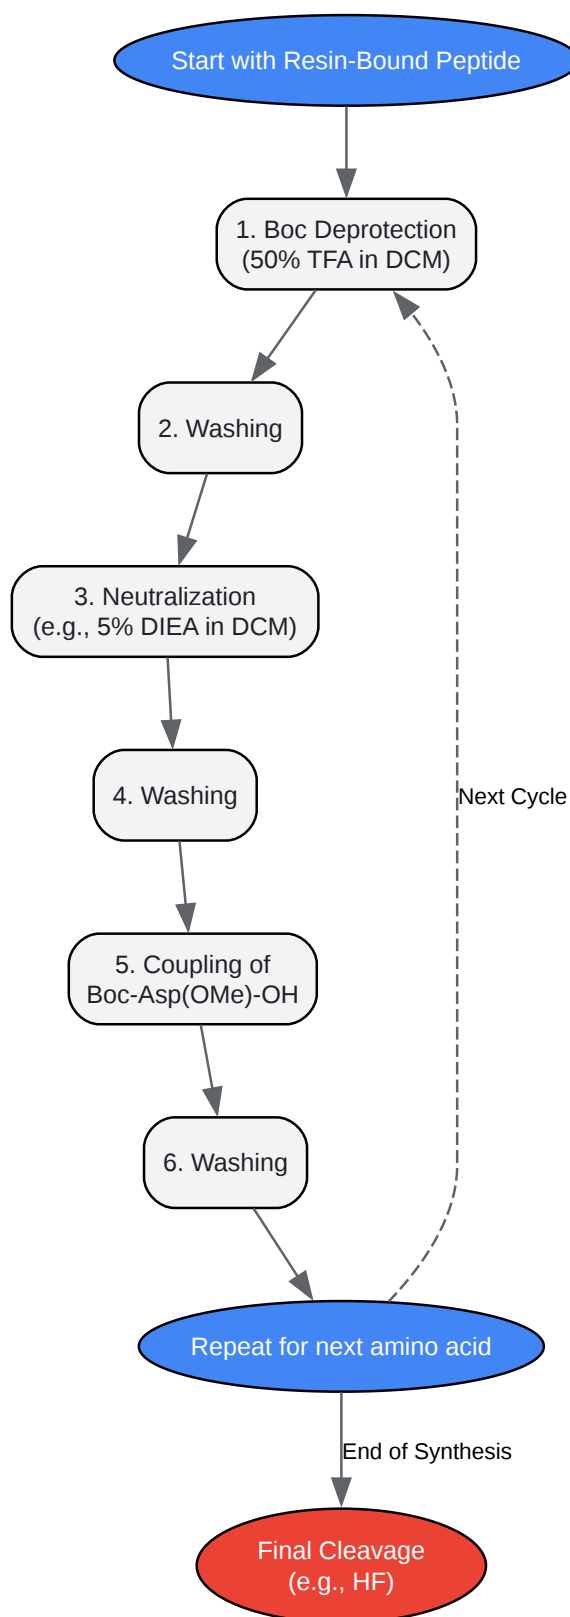 Start with Resin-Bound Peptide
1. Boc Deprotection
(50% TFA in DCM)
2. Washing
3. Neutralization
(e.g., 5% DIEA in DCM)
4. Washing
Next Cycle
5. Coupling of
Boc-Asp(OMe)-OH
6. Washing
Repeat for next amino acid
End of Synthesis
Final Cleavage
(e.g., HF)